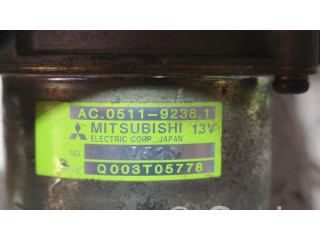 AC.0511-9238.1
MITSUBISHI 13V
ELECTRIC CORP., JAPAN
NO.
Q003T05778